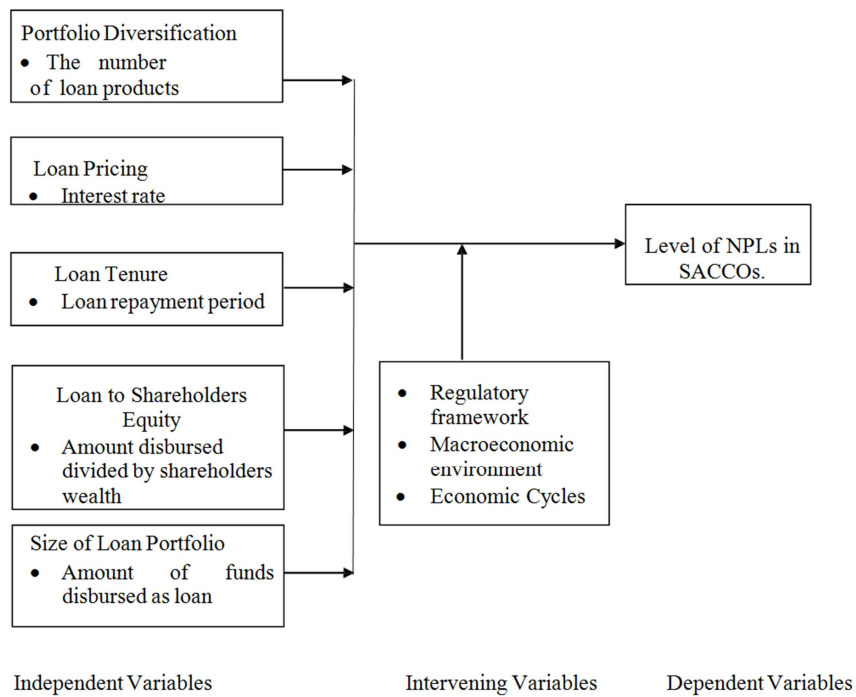 Portfolio Diversification
• The number
of loan products
Loan Pricing
• Interest rate
Loan Tenure
• Loan repayment period
Loan to Shareholders
Equity
• Amount disbursed
divided by shareholders
wealth
Size of Loan Portfolio
• Amount of funds
disbursed as loan
• Regulatory
framework
• Macroeconomic
environment
• Economic Cycles
Level of NPLs in
SACCOs.
Independent Variables
Intervening Variables
Dependent Variables